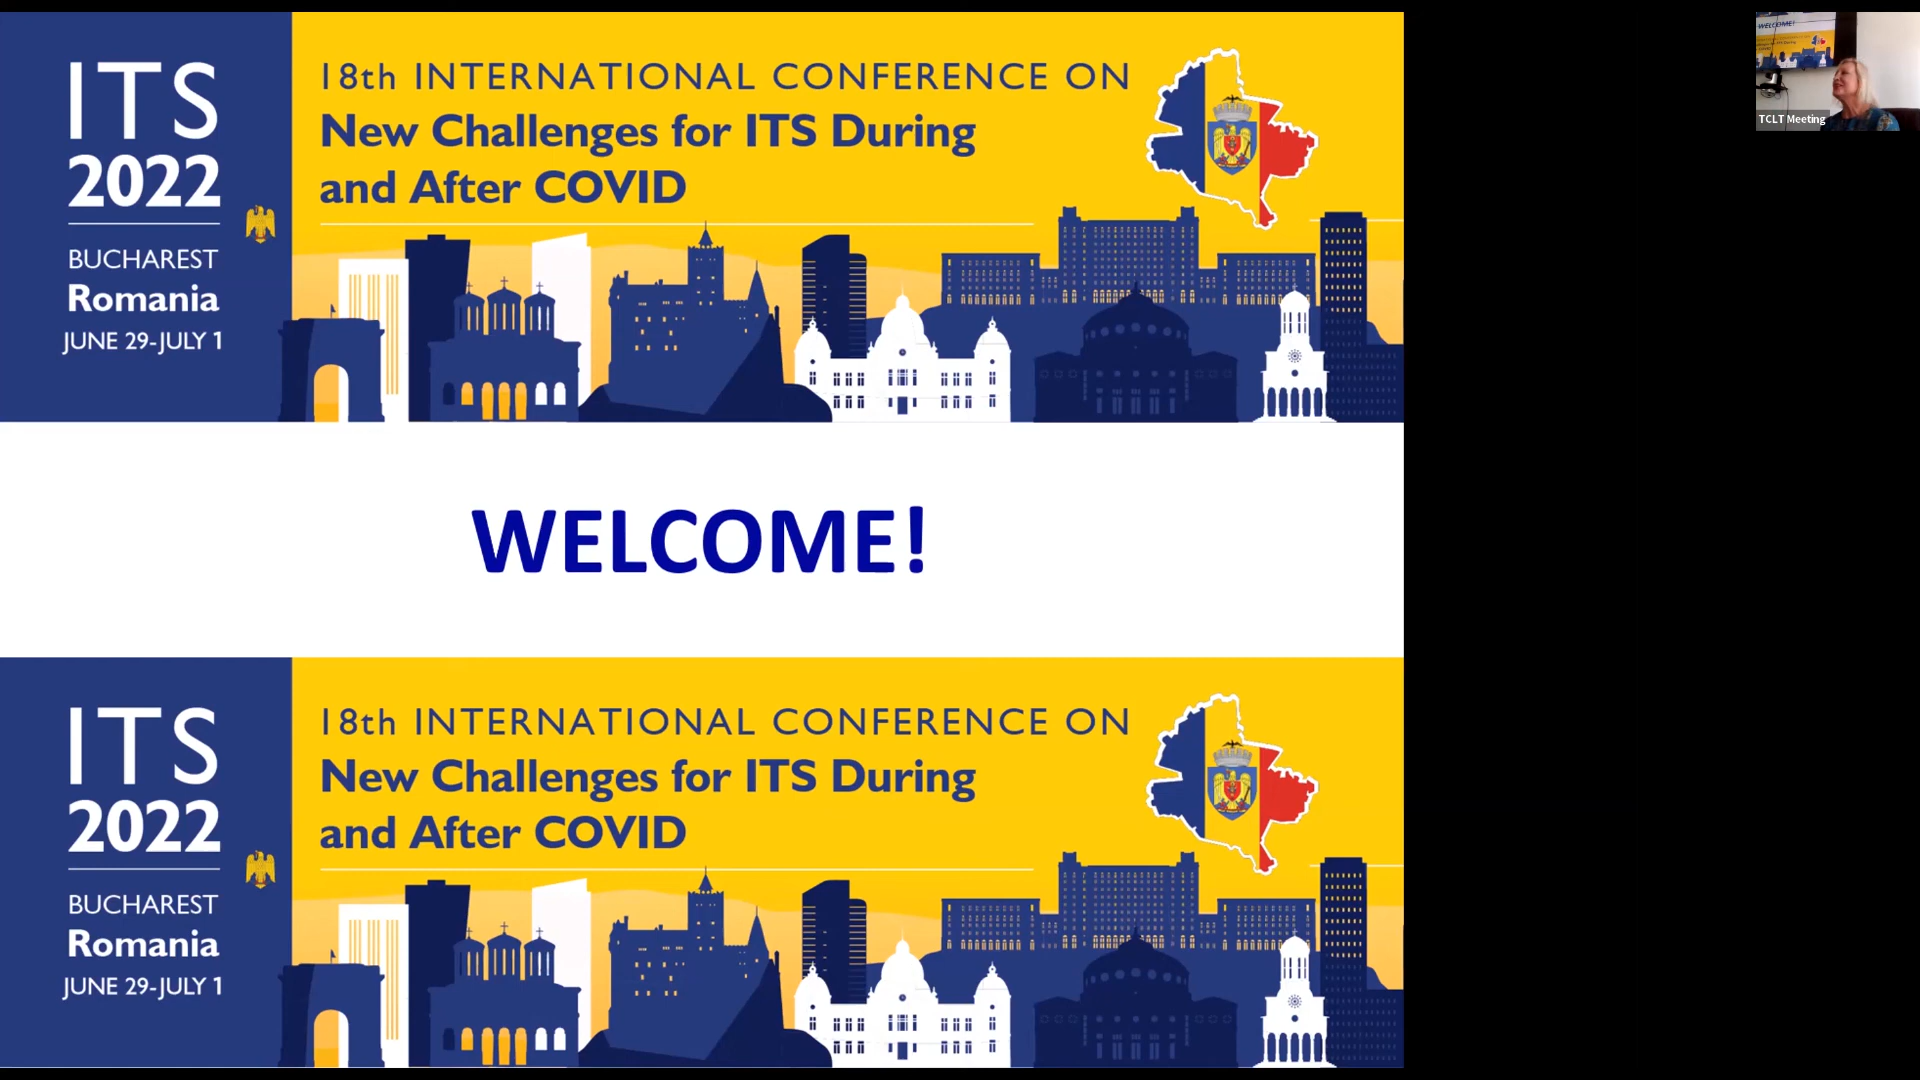 ITS
2022
BUCHAREST
Romania
JUNE 29-JULY 1
18th INTERNATIONAL CONFERENCE ON
New Challenges for ITS During
and After COVID
WELCOME!
ITS
2022
BUCHAREST
Romania
JUNE 29-JULY 1
18th INTERNATIONAL CONFERENCE ON
New Challenges for ITS During
and After COVID
WELCOME!
TCLT Meeting